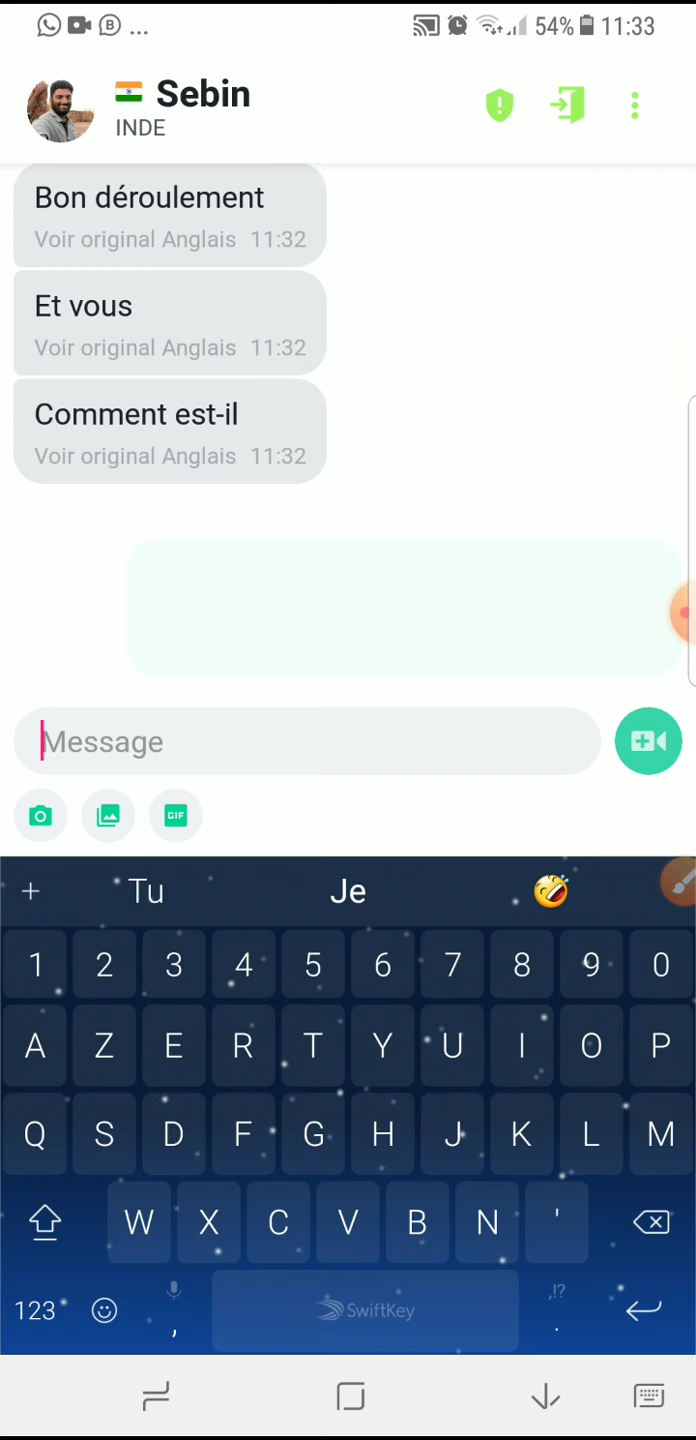 ... 54% 11:33
Sebin
INDE
Bon déroulement
Voir original Anglais 11:32
Et vous
Voir original Anglais 11:32
Comment est-il
Voir original Anglais 11:32
Message
GIF
+ Tu Je
1 2 3 4 5 6 7 8 9 0
A Z E R T Y U I O P
Q S D F G H J K L M
W X C V B N '
,!?
123 , SwiftKey .